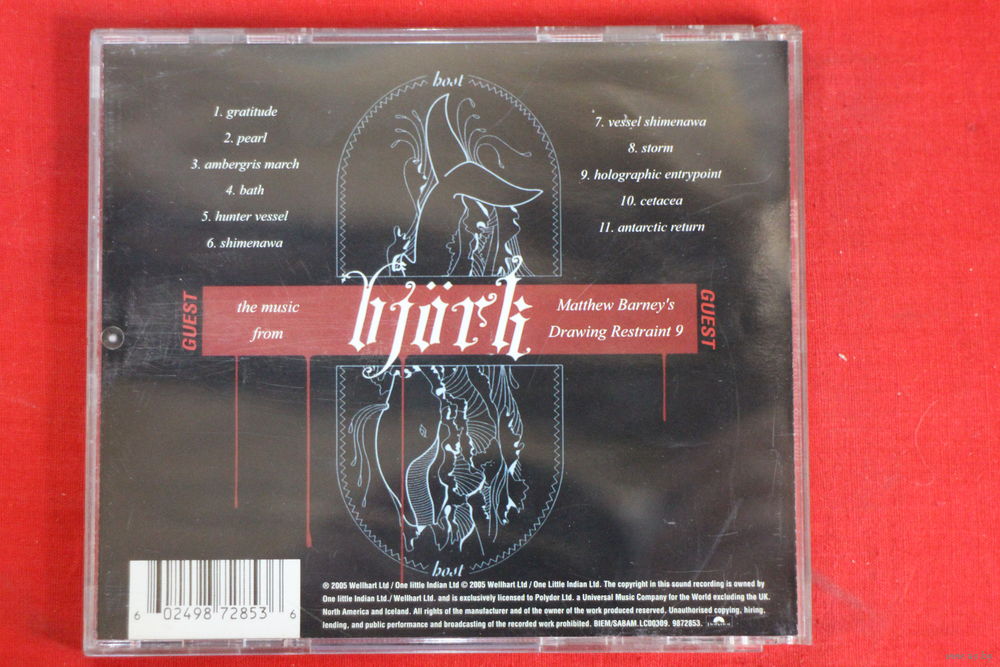 host
1. gratitude
2. pearl
3. ambergris march
4. bath
5. hunter vessel
6. shimenawa
7. vessel shimenawa
8. storm
9. holographic entrypoint
10. cetacea
11. antarctic return
GUEST
the music
from
björk
Matthew Barney's
Drawing Restraint 9
GUEST
host
℗ 2005 Wellhart Ltd / One little Indian Ltd © 2005 Wellhart Ltd / One little Indian Ltd. The copyright in this sound recording is owned by
One little Indian Ltd./ Wellhart Ltd. and is exclusively licensed to Polydor Ltd. a Universal Music Company for the World excluding the UK.
North America and Iceland. All rights of the manufacturer and of the owner of the work produced reserved. Unauthorised copying, hiring,
lending, and public performance and broadcasting of the recorded work prohibited. BIEM/SABAM. LC00309. 9872853.
6 02498 72853 6